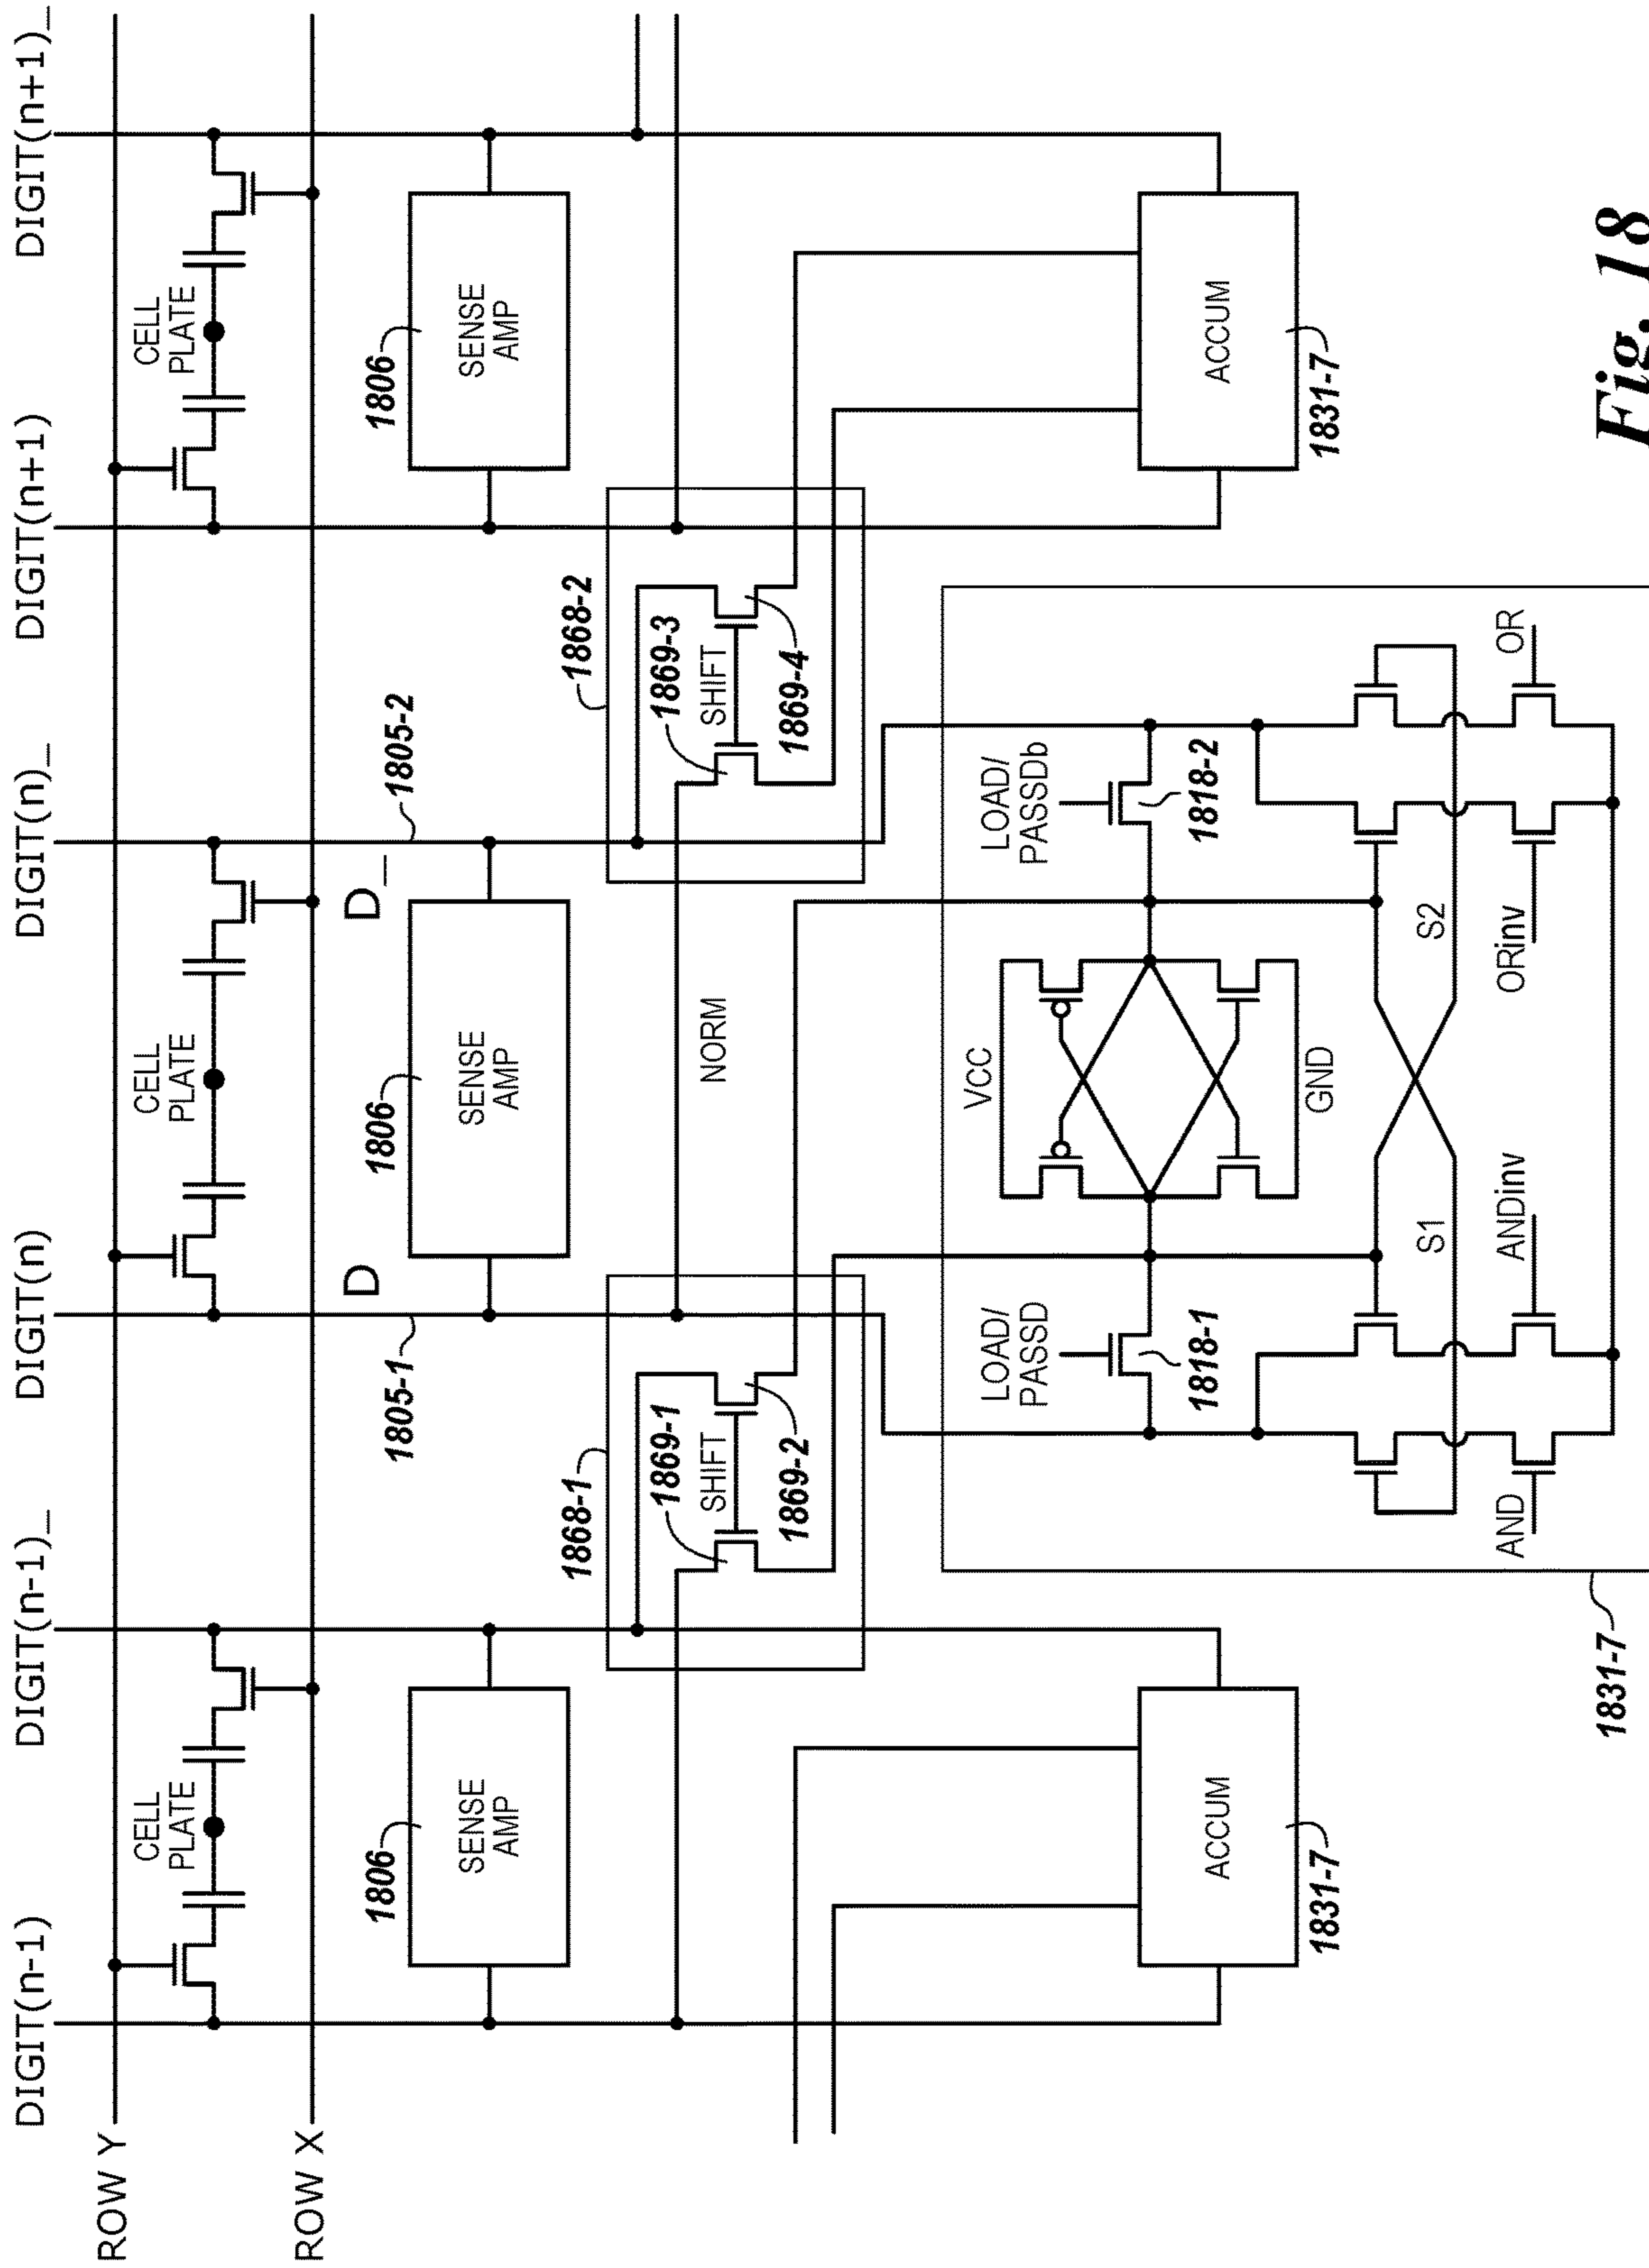 DIGIT(n-1)
DIGIT(n-1)_
DIGIT(n)
DIGIT(n)_
DIGIT(n+1)
DIGIT(n+1)_
ROW Y
CELL
PLATE
CELL
PLATE
CELL
PLATE
ROW X
D
D_
1806
1806
1806
1805-1
1805-2
SENSE
AMP
SENSE
AMP
SENSE
AMP
1868-1
1868-2
1869-1
1869-3
SHIFT
NORM
SHIFT
1869-2
1869-4
LOAD/
PASSD
VCC
LOAD/
PASSDb
1818-1
1818-2
ACCUM
ACCUM
1831-7
GND
1831-7
S1
S2
AND
ANDinv
ORinv
OR
1831-7
Fig. 18